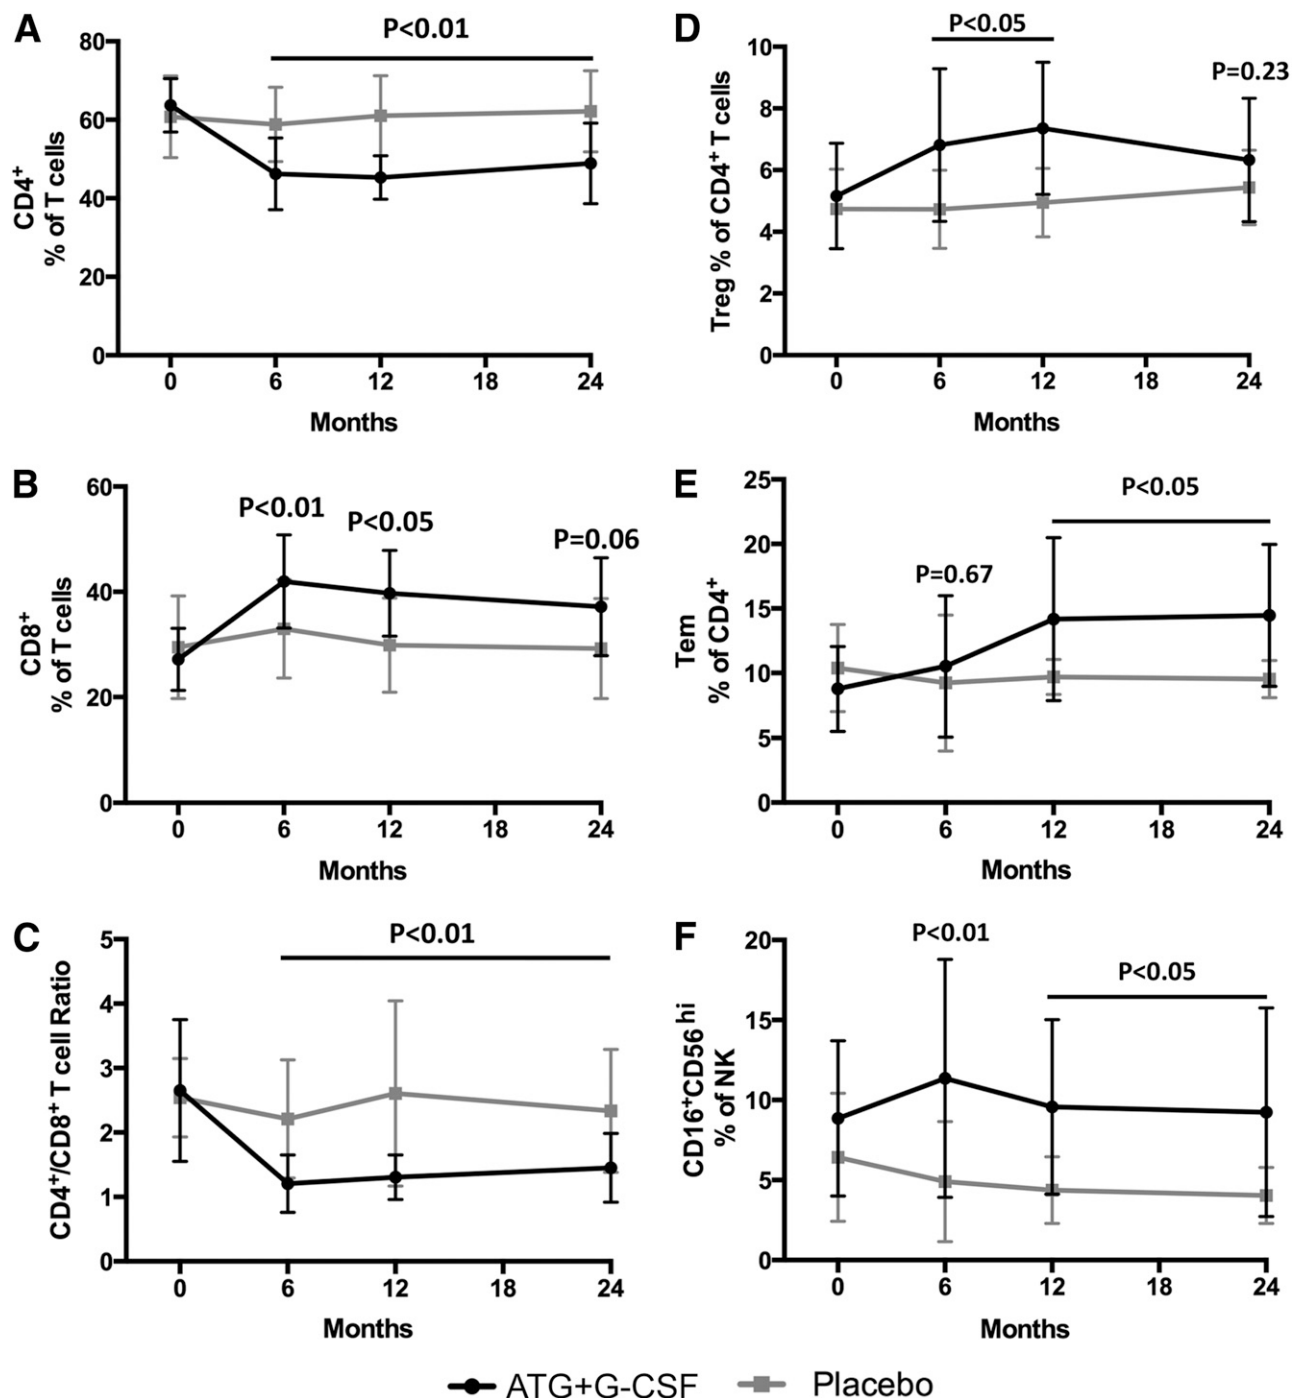 A
P<0.01
80
60
40
20
0
CD4⁺
% of T cells
0 6 12 18 24
Months
B
P<0.01 P<0.05 P=0.06
60
40
20
0
CD8⁺
% of T cells
0 6 12 18 24
Months
C
P<0.01
5
4
3
2
1
0
CD4⁺/CD8⁺ T cell Ratio
0 6 12 18 24
Months
D
P<0.05
P=0.23
10
8
6
4
2
0
Treg % of CD4⁺ T cells
0 6 12 18 24
Months
E
P=0.67
P<0.05
25
20
15
10
5
0
Tem
% of CD4⁺
0 6 12 18 24
Months
F
P<0.01
P<0.05
20
15
10
5
0
CD16⁺CD56ʰⁱ
% of NK
0 6 12 18 24
Months
ATG+G-CSF Placebo